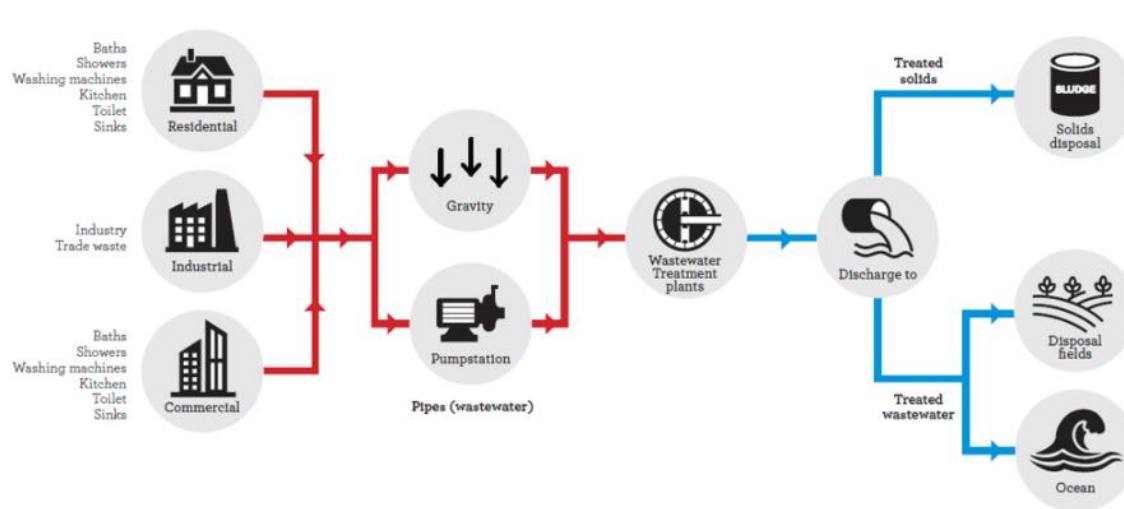 Baths
Showers
Washing machines
Kitchen
Toilet
Sinks
Residential
Industry
Trade waste
Industrial
Baths
Showers
Washing machines
Kitchen
Toilet
Sinks
Commercial
Gravity
Pumpstation
Pipes (wastewater)
Wastewater
Treatment
plants
Discharge to
Treated
solids
SLUDGE
Solids
disposal
Disposal
fields
Treated
wastewater
Ocean